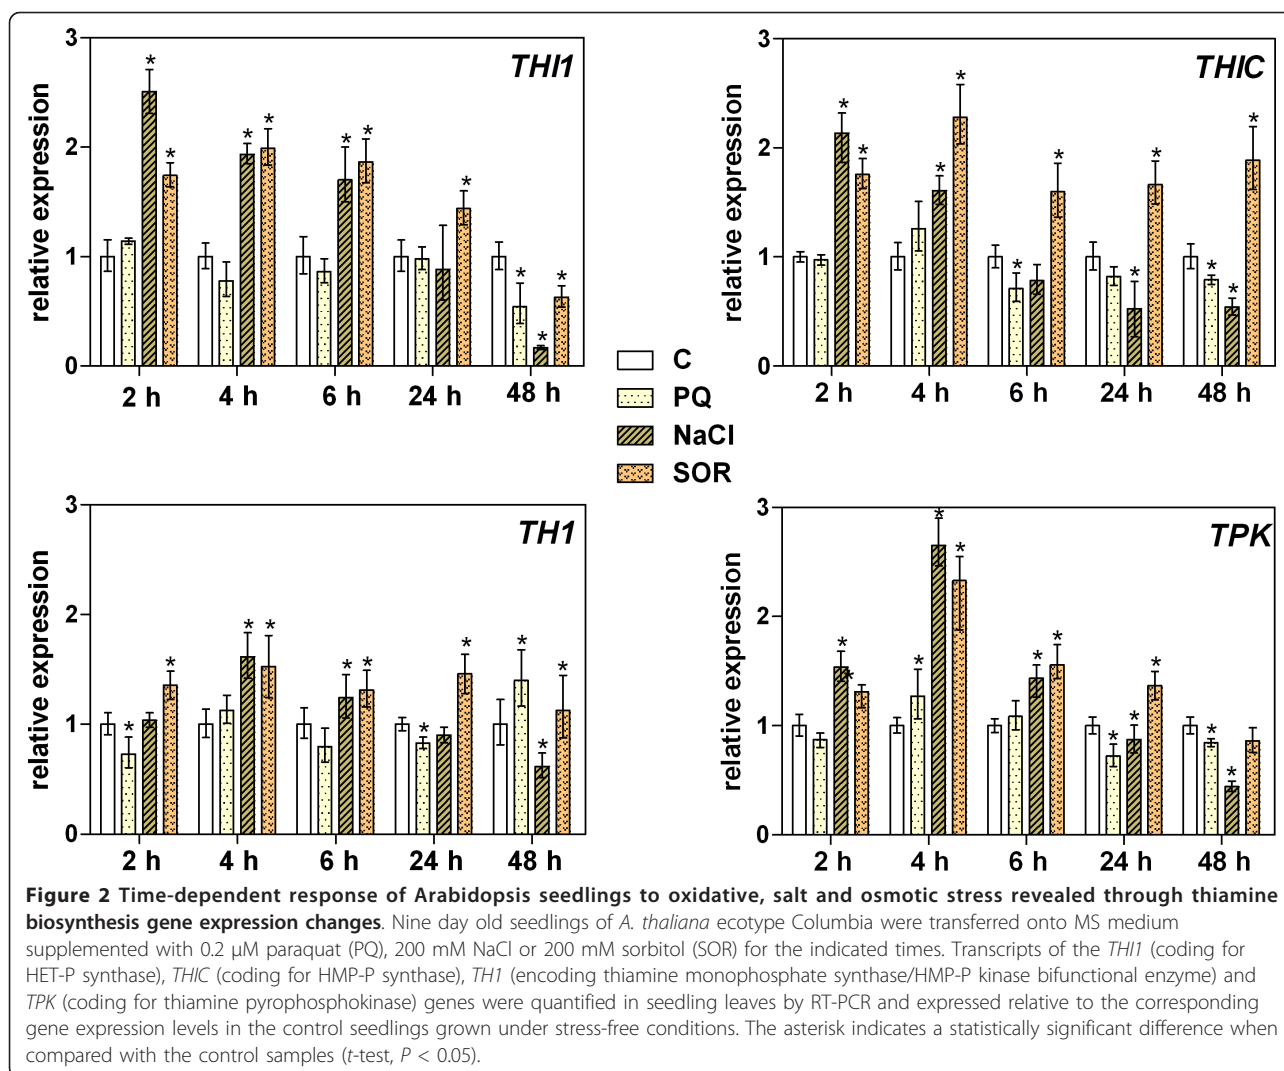 THI1
relative expression
3
2
1
0
* * * * * * * * * *
2 h 4 h 6 h 24 h 48 h
THIC
relative expression
3
2
1
0
* * * * * * * * * * *
2 h 4 h 6 h 24 h 48 h
C
PQ
NaCl
SOR
TH1
relative expression
3
2
1
0
* * * * * * * * * * *
2 h 4 h 6 h 24 h 48 h
TPK
relative expression
3
2
1
0
* * * * * * * * * * * *
2 h 4 h 6 h 24 h 48 h
Figure 2 Time-dependent response of Arabidopsis seedlings to oxidative, salt and osmotic stress revealed through thiamine
biosynthesis gene expression changes. Nine day old seedlings of A. thaliana ecotype Columbia were transferred onto MS medium
supplemented with 0.2 μM paraquat (PQ), 200 mM NaCl or 200 mM sorbitol (SOR) for the indicated times. Transcripts of the THI1 (coding for
HET-P synthase), THIC (coding for HMP-P synthase), TH1 (encoding thiamine monophosphate synthase/HMP-P kinase bifunctional enzyme) and
TPK (coding for thiamine pyrophosphokinase) genes were quantified in seedling leaves by RT-PCR and expressed relative to the corresponding
gene expression levels in the control seedlings grown under stress-free conditions. The asterisk indicates a statistically significant difference when
compared with the control samples (t-test, P < 0.05).